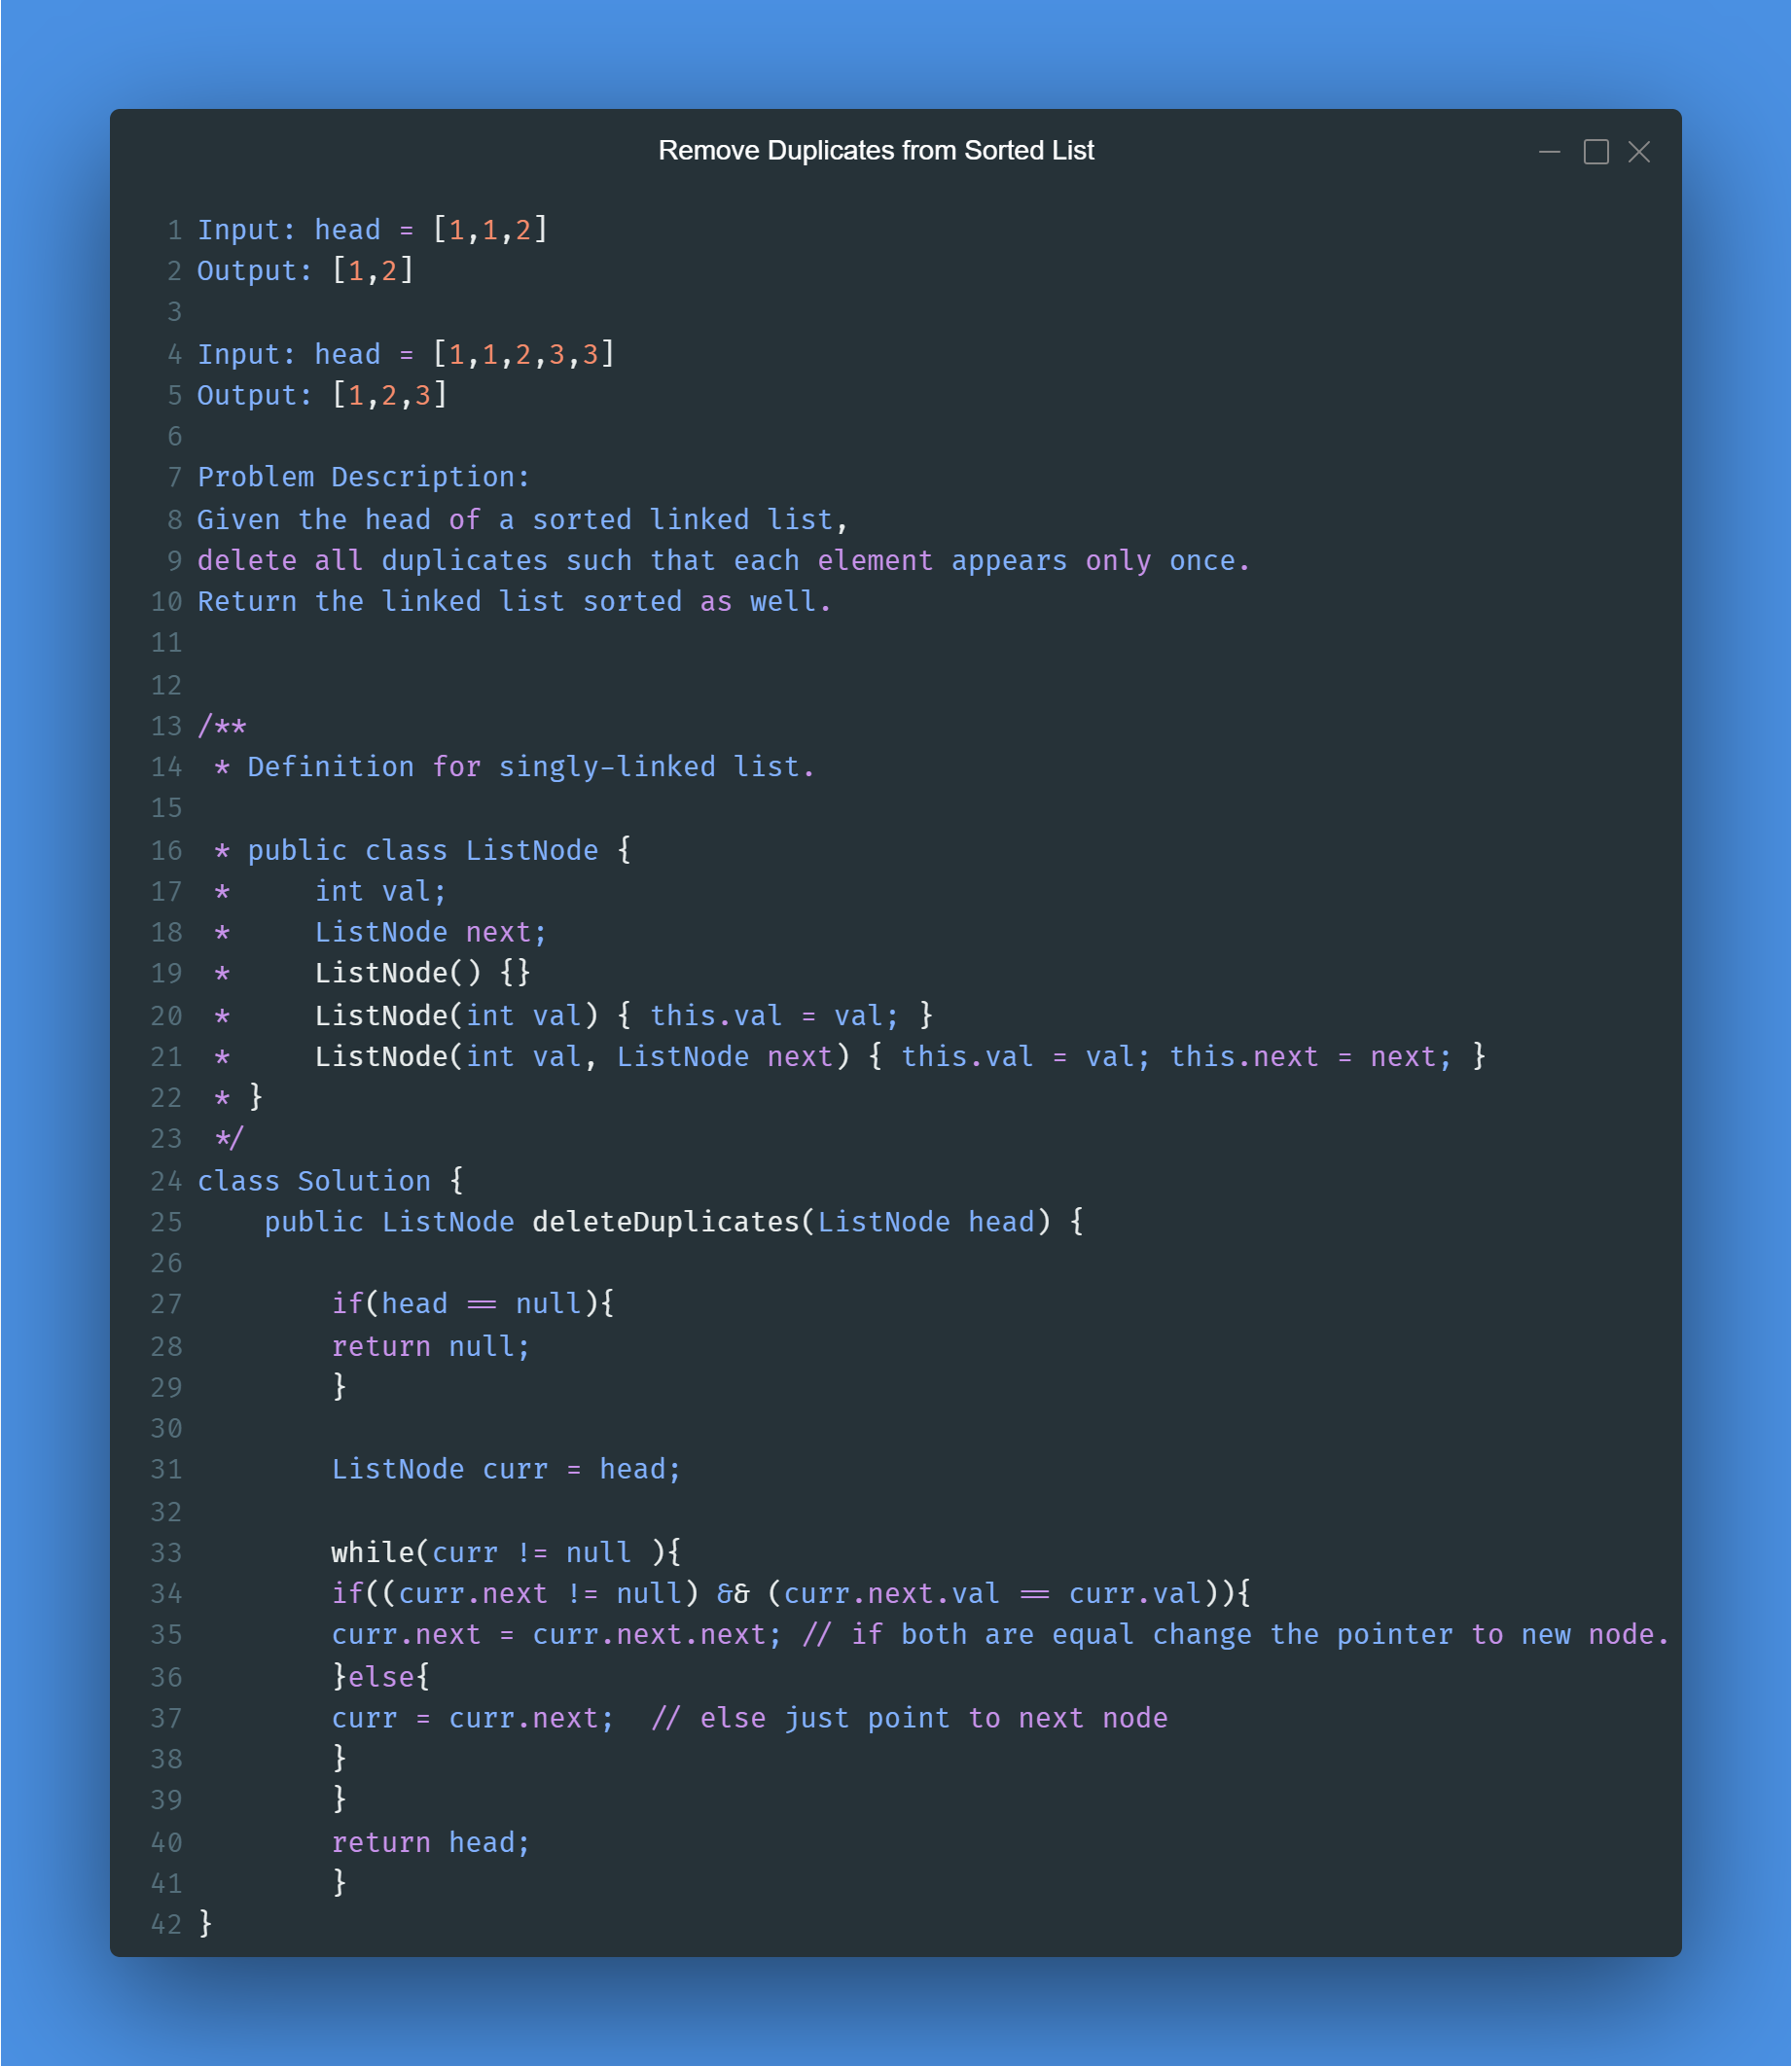 Remove Duplicates from Sorted List
1 Input: head = [1,1,2]
2 Output: [1,2]
3
4 Input: head = [1,1,2,3,3]
5 Output: [1,2,3]
6
7 Problem Description:
8 Given the head of a sorted linked list,
9 delete all duplicates such that each element appears only once.
10 Return the linked list sorted as well.
11
12
13 /**
14  * Definition for singly-linked list.
15
16  * public class ListNode {
17  *     int val;
18  *     ListNode next;
19  *     ListNode() {}
20  *     ListNode(int val) { this.val = val; }
21  *     ListNode(int val, ListNode next) { this.val = val; this.next = next; }
22  * }
23  */
24 class Solution {
25     public ListNode deleteDuplicates(ListNode head) {
26
27         if(head == null){
28         return null;
29         }
30
31         ListNode curr = head;
32
33         while(curr != null ){
34         if((curr.next != null) && (curr.next.val == curr.val)){
35         curr.next = curr.next.next; // if both are equal change the pointer to new node.
36         }else{
37         curr = curr.next;  // else just point to next node
38         }
39         }
40         return head;
41         }
42 }